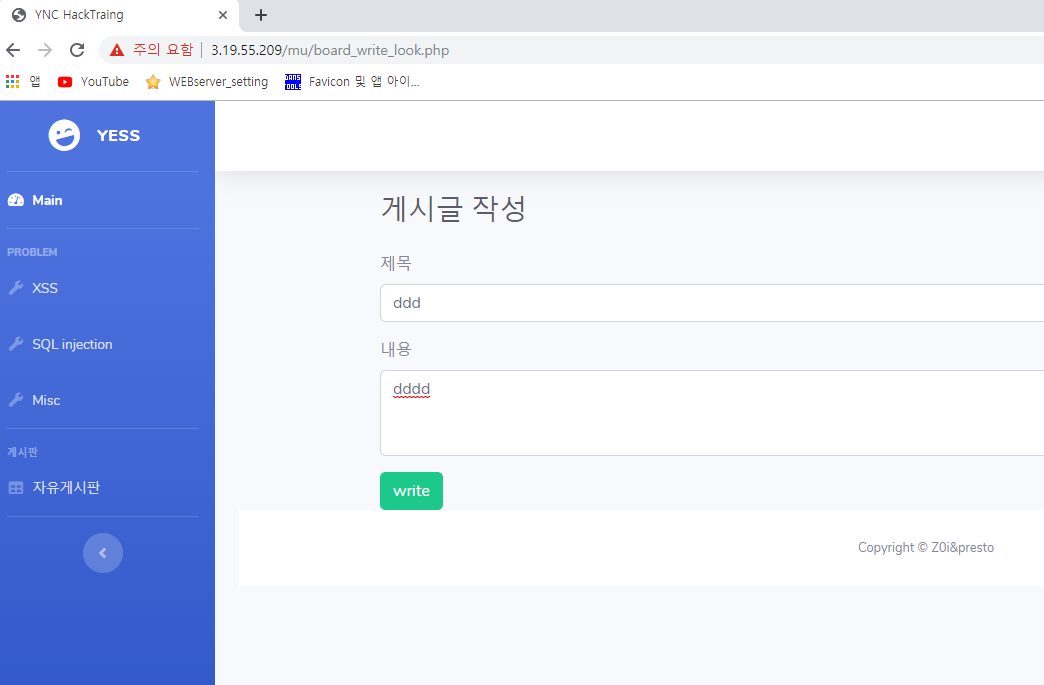 YNC HackTraing
주의 요함 | 3.19.55.209/mu/board_write_look.php
앱 YouTube WEBserver_setting Favicon 및 앱 아이...
YESS
Main
PROBLEM
XSS
SQL injection
Misc
게시판
자유게시판
게시글 작성
제목
ddd
내용
dddd
write
Copyright © Z0i&presto